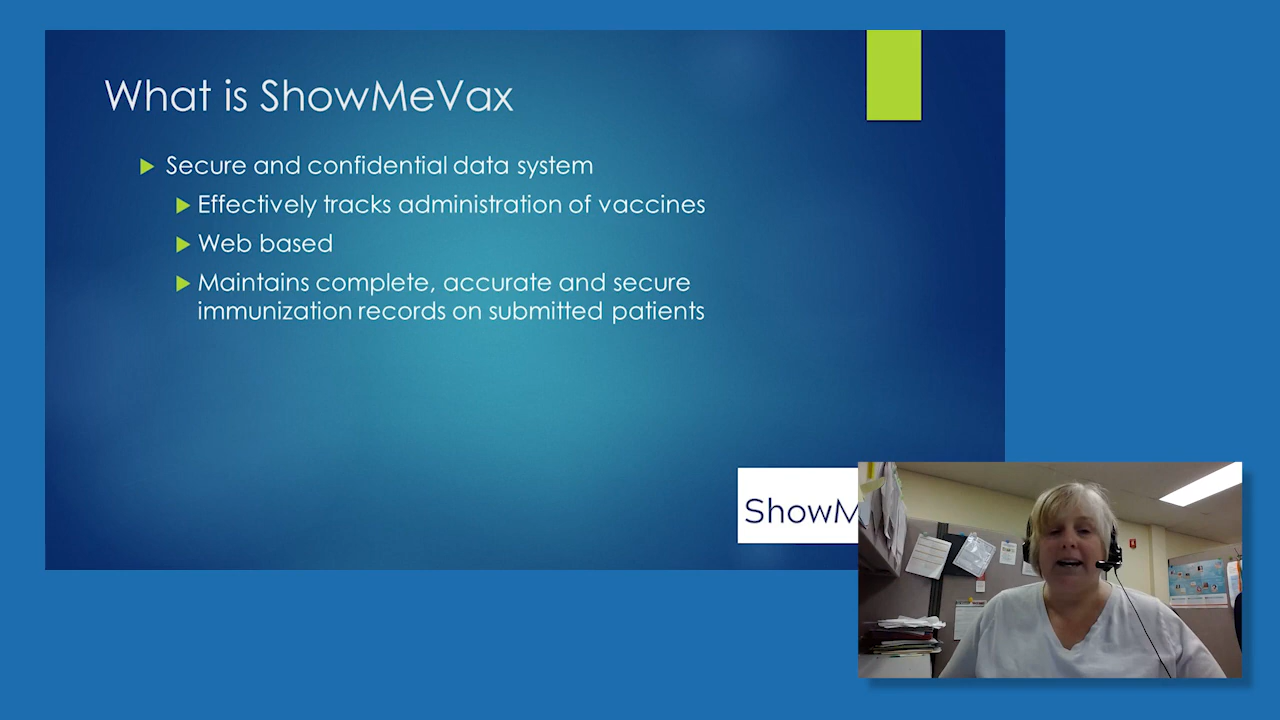 What is ShowMeVax
Secure and confidential data system
Effectively tracks administration of vaccines
Web based
Maintains complete, accurate and secure
immunization records on submitted patients
ShowM